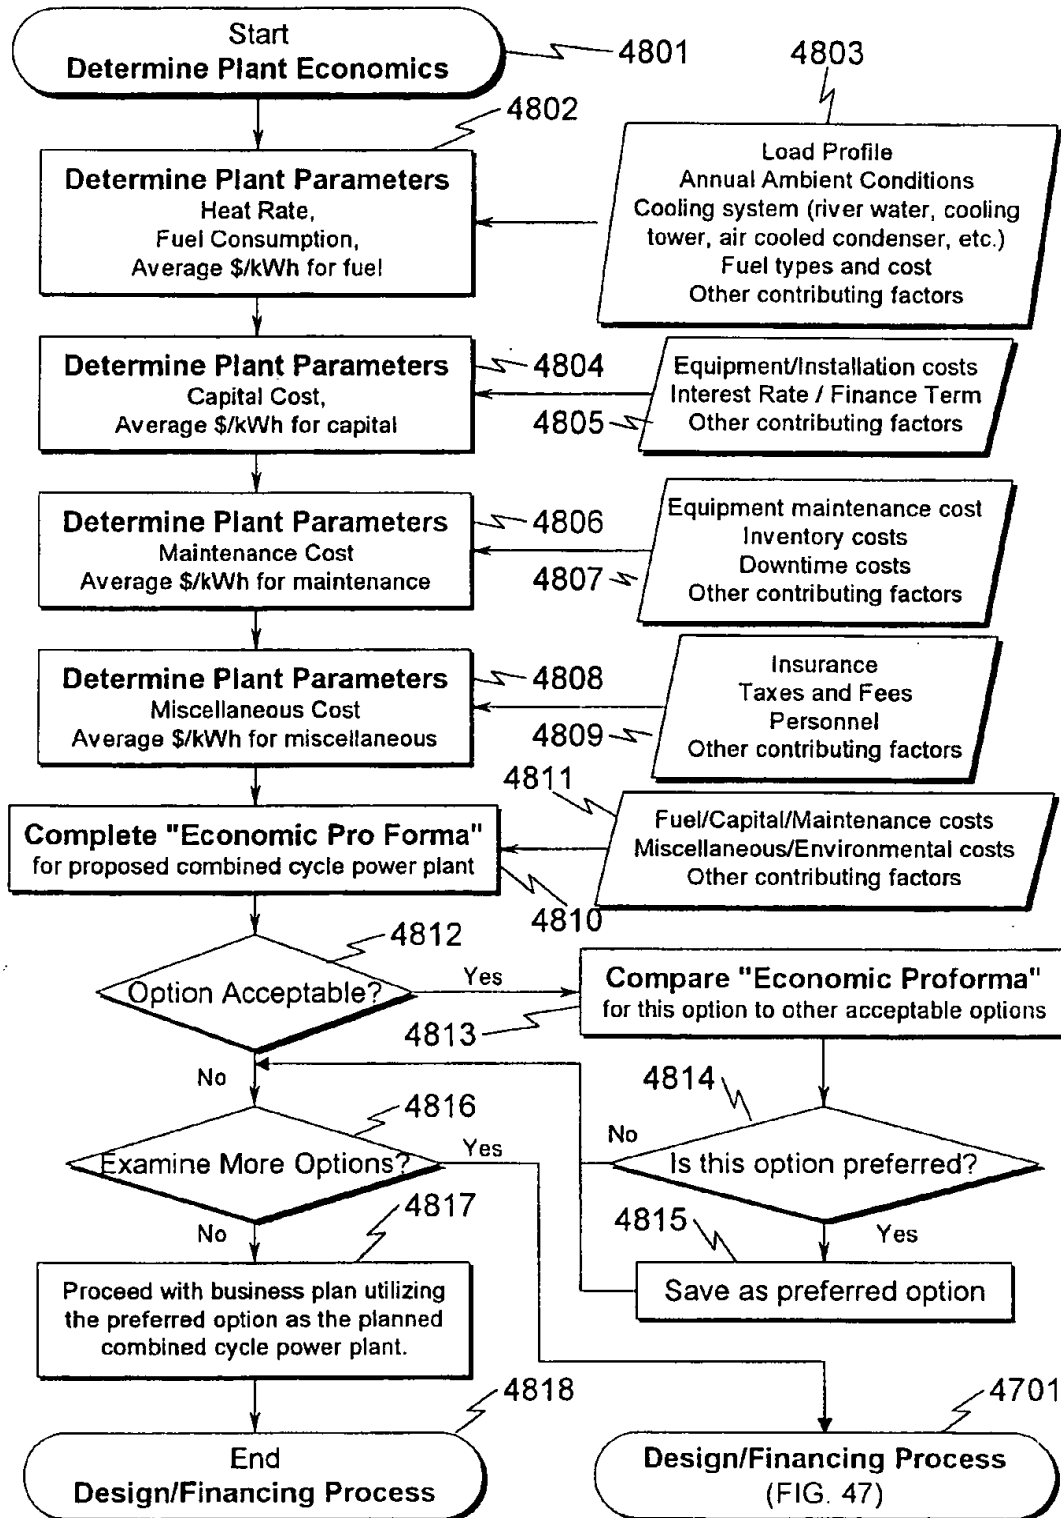 Start
Determine Plant Economics
4801
4803
4802
Determine Plant Parameters
Heat Rate,
Fuel Consumption,
Average $/kWh for fuel
Load Profile
Annual Ambient Conditions
Cooling system (river water, cooling
tower, air cooled condenser, etc.)
Fuel types and cost
Other contributing factors
Determine Plant Parameters
Capital Cost,
Average $/kWh for capital
4804
4805
Equipment/Installation costs
Interest Rate / Finance Term
Other contributing factors
Determine Plant Parameters
Maintenance Cost
Average $/kWh for maintenance
4806
4807
Equipment maintenance cost
Inventory costs
Downtime costs
Other contributing factors
Determine Plant Parameters
Miscellaneous Cost
Average $/kWh for miscellaneous
4808
4809
Insurance
Taxes and Fees
Personnel
Other contributing factors
4811
Complete "Economic Pro Forma"
for proposed combined cycle power plant
4810
Fuel/Capital/Maintenance costs
Miscellaneous/Environmental costs
Other contributing factors
4812
Option Acceptable?
Yes
No
4813
Compare "Economic Proforma"
for this option to other acceptable options
4814
4816
Examine More Options?
Yes
No
No
Is this option preferred?
Yes
4817
4815
Proceed with business plan utilizing
the preferred option as the planned
combined cycle power plant.
Save as preferred option
4818
4701
End
Design/Financing Process
Design/Financing Process
(FIG. 47)